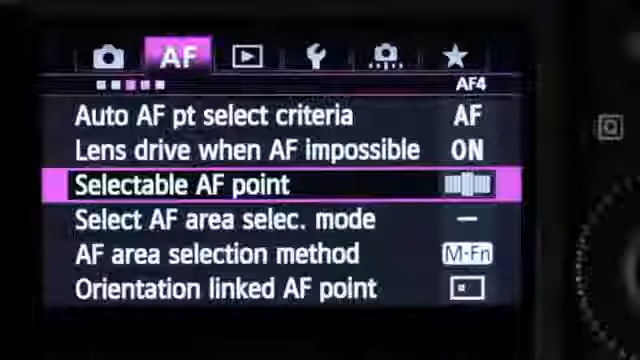 AF
AF4
Auto AF pt select criteria AF
Lens drive when AF impossible ON
Selectable AF point
Select AF area selec. mode
AF area selection method M-Fn
Orientation linked AF point
Q